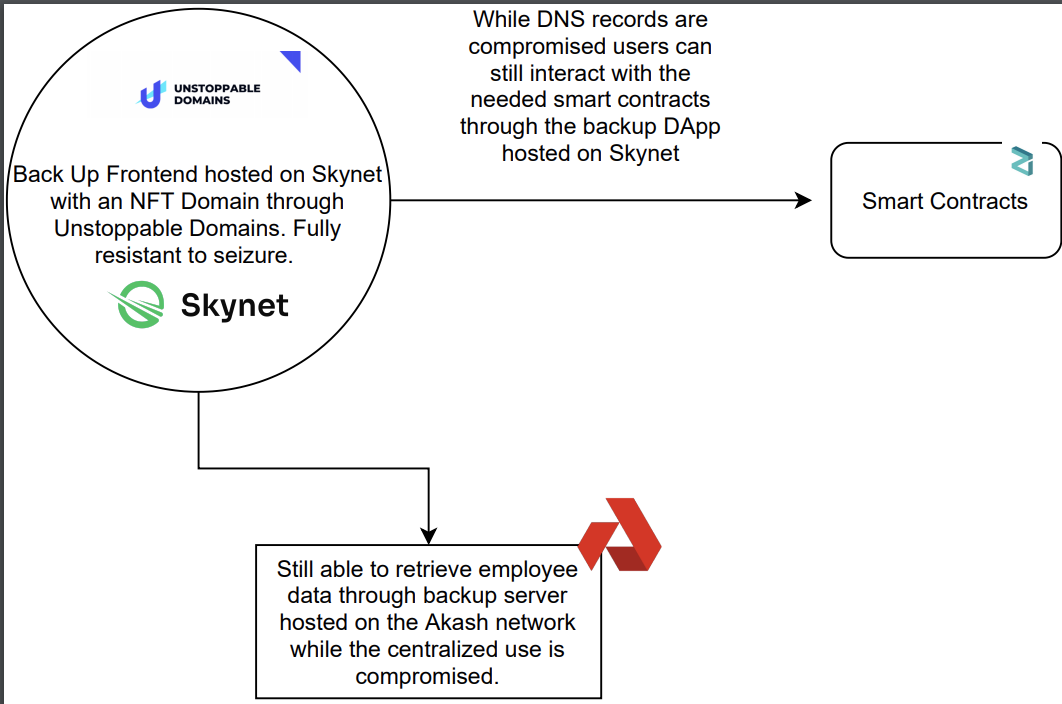 UNSTOPPABLE
DOMAINS
Back Up Frontend hosted on Skynet
with an NFT Domain through
Unstoppable Domains. Fully
resistant to seizure.
Skynet
While DNS records are
compromised users can
still interact with the
needed smart contracts
through the backup DApp
hosted on Skynet
Smart Contracts
Still able to retrieve employee
data through backup server
hosted on the Akash network
while the centralized use is
compromised.